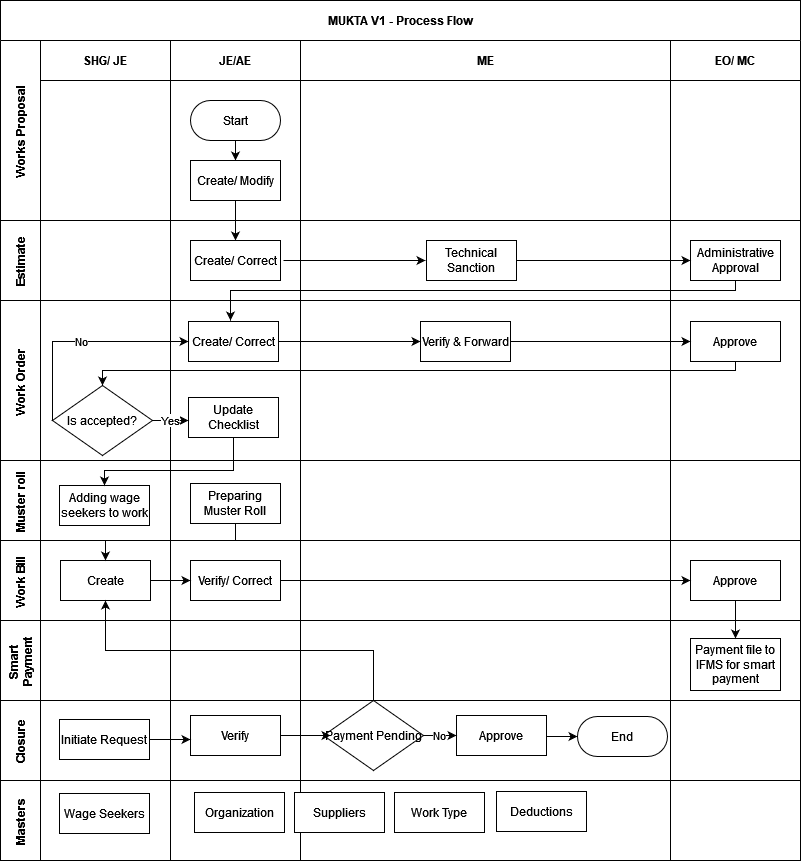 MUKTA V1 - Process Flow
SHG/ JE
JE/AE
ME
EO/ MC
Works Proposal
Start
Create/ Modify
Estimate
Create/ Correct
Technical
Sanction
Administrative
Approval
Work Order
No
Create/ Correct
Verify & Forward
Approve
Is accepted?
Yes
Update
Checklist
Muster roll
Adding wage
seekers to work
Preparing
Muster Roll
Work Bill
Create
Verify/ Correct
Approve
Smart
Payment
Payment file to
IFMS for smart
payment
Closure
Initiate Request
Verify
Payment Pending
No
Approve
End
Masters
Wage Seekers
Organization
Suppliers
Work Type
Deductions